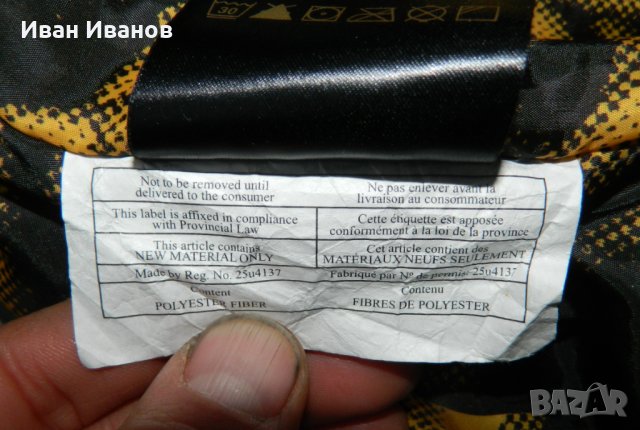 Иван Иванов
30°
Not to be removed until
delivered to the consumer
Ne pas enlever avant la
livraison au consommateur
This label is affixed in compliance
with Provincial Law
Cette étiquette est apposée
conformément à la loi de la province
This article contains
NEW MATERIAL ONLY
Cet article contient des
MATÉRIAUX NEUFS SEULEMENT
Made by Reg. No. 25u4137
Fabriqué par Nº de permis: 25u4137
Content
POLYESTER FIBER
Contenu
FIBRES DE POLYESTER
BAZAR